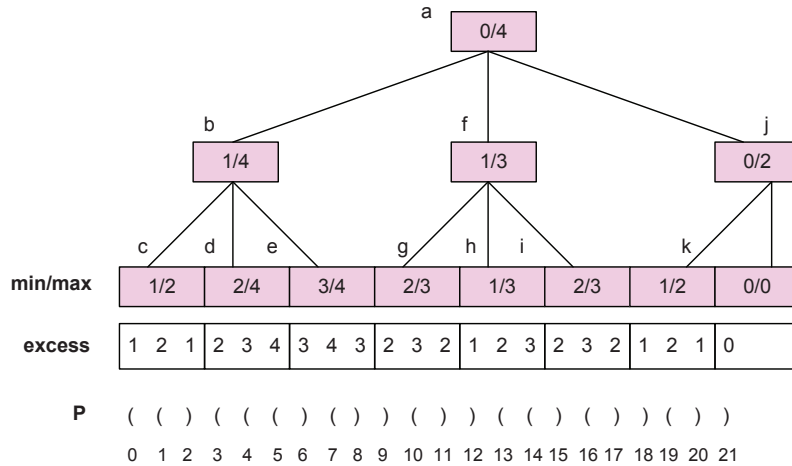 a
0/4
b f j
1/4 1/3 0/2
c d e g h i k
min/max 1/2 2/4 3/4 2/3 1/3 2/3 1/2 0/0
excess 1 2 1 2 3 4 3 4 3 2 3 2 1 2 3 2 3 2 1 2 1 0
P ( ( ) ( ( ( ) ( ) ) ( ) ) ( ( ) ( ) ) ( ) )
0 1 2 3 4 5 6 7 8 9 10 11 12 13 14 15 16 17 18 19 20 21